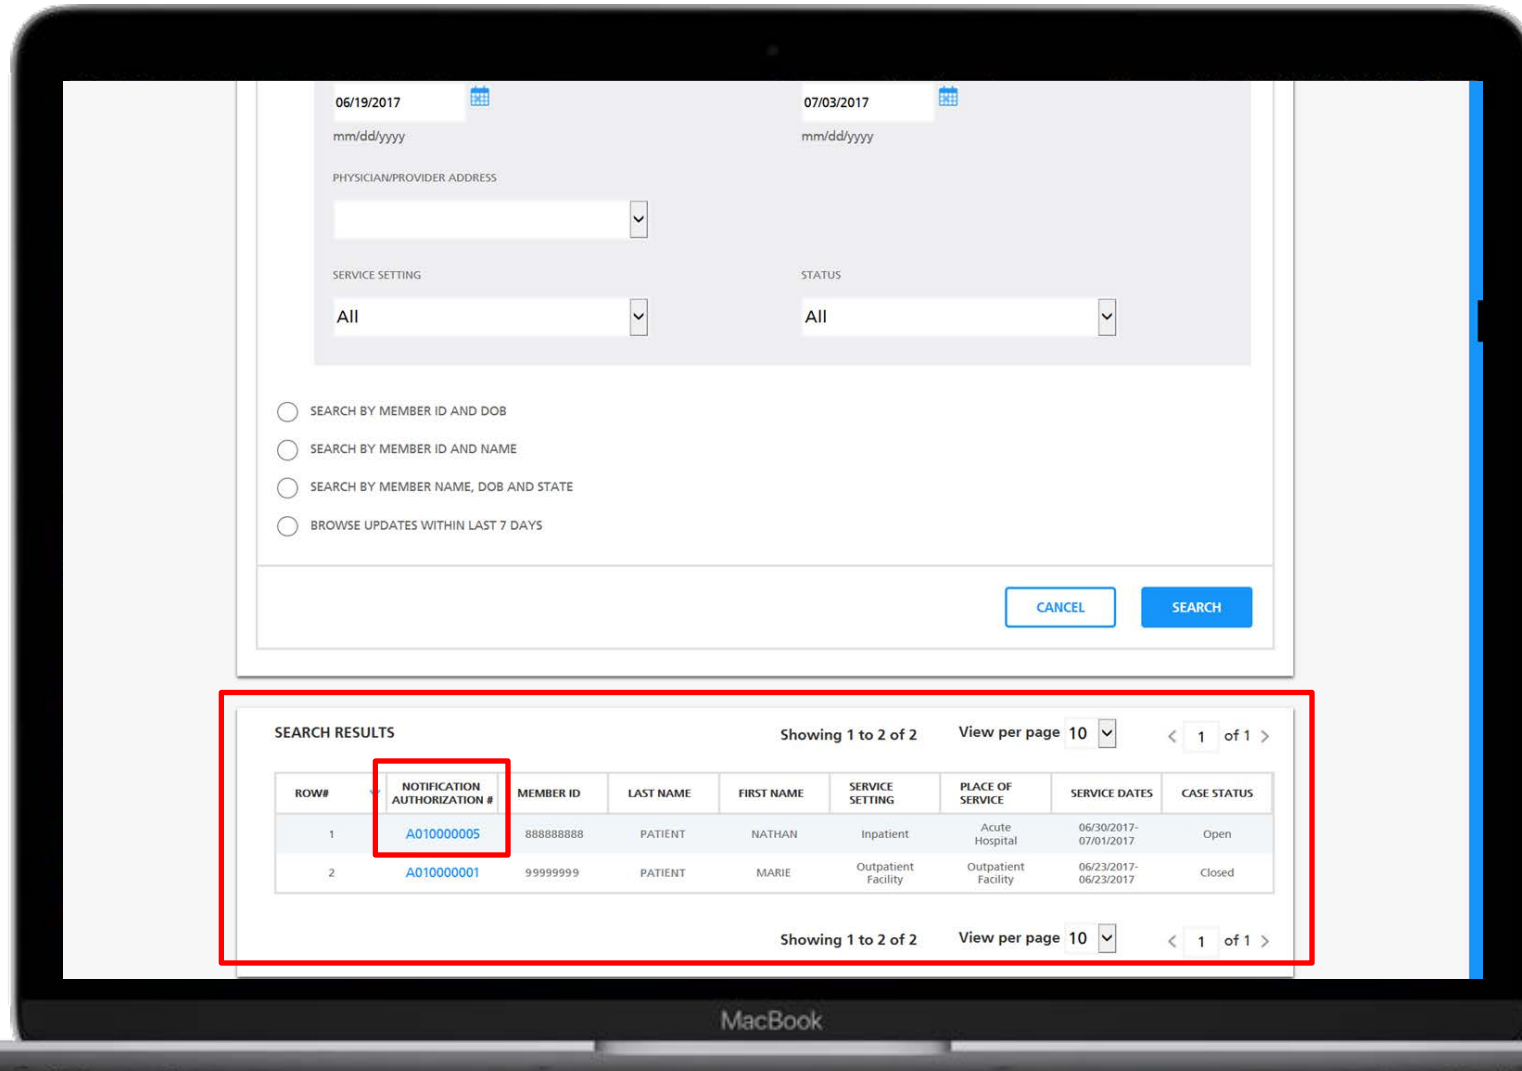 06/19/2017 07/03/2017
mm/dd/yyyy mm/dd/yyyy
PHYSICIAN/PROVIDER ADDRESS
SERVICE SETTING STATUS
All All
SEARCH BY MEMBER ID AND DOB
SEARCH BY MEMBER ID AND NAME
SEARCH BY MEMBER NAME, DOB AND STATE
BROWSE UPDATES WITHIN LAST 7 DAYS
CANCEL SEARCH
SEARCH RESULTS Showing 1 to 2 of 2 View per page 10 < 1 of 1 >
ROW# NOTIFICATION AUTHORIZATION # MEMBER ID LAST NAME FIRST NAME SERVICE SETTING PLACE OF SERVICE SERVICE DATES CASE STATUS
1 A010000005 888888888 PATIENT NATHAN Inpatient Acute Hospital 06/30/2017-07/01/2017 Open
2 A010000001 99999999 PATIENT MARIE Outpatient Facility Outpatient Facility 06/23/2017-06/23/2017 Closed
Showing 1 to 2 of 2 View per page 10 < 1 of 1 >
MacBook